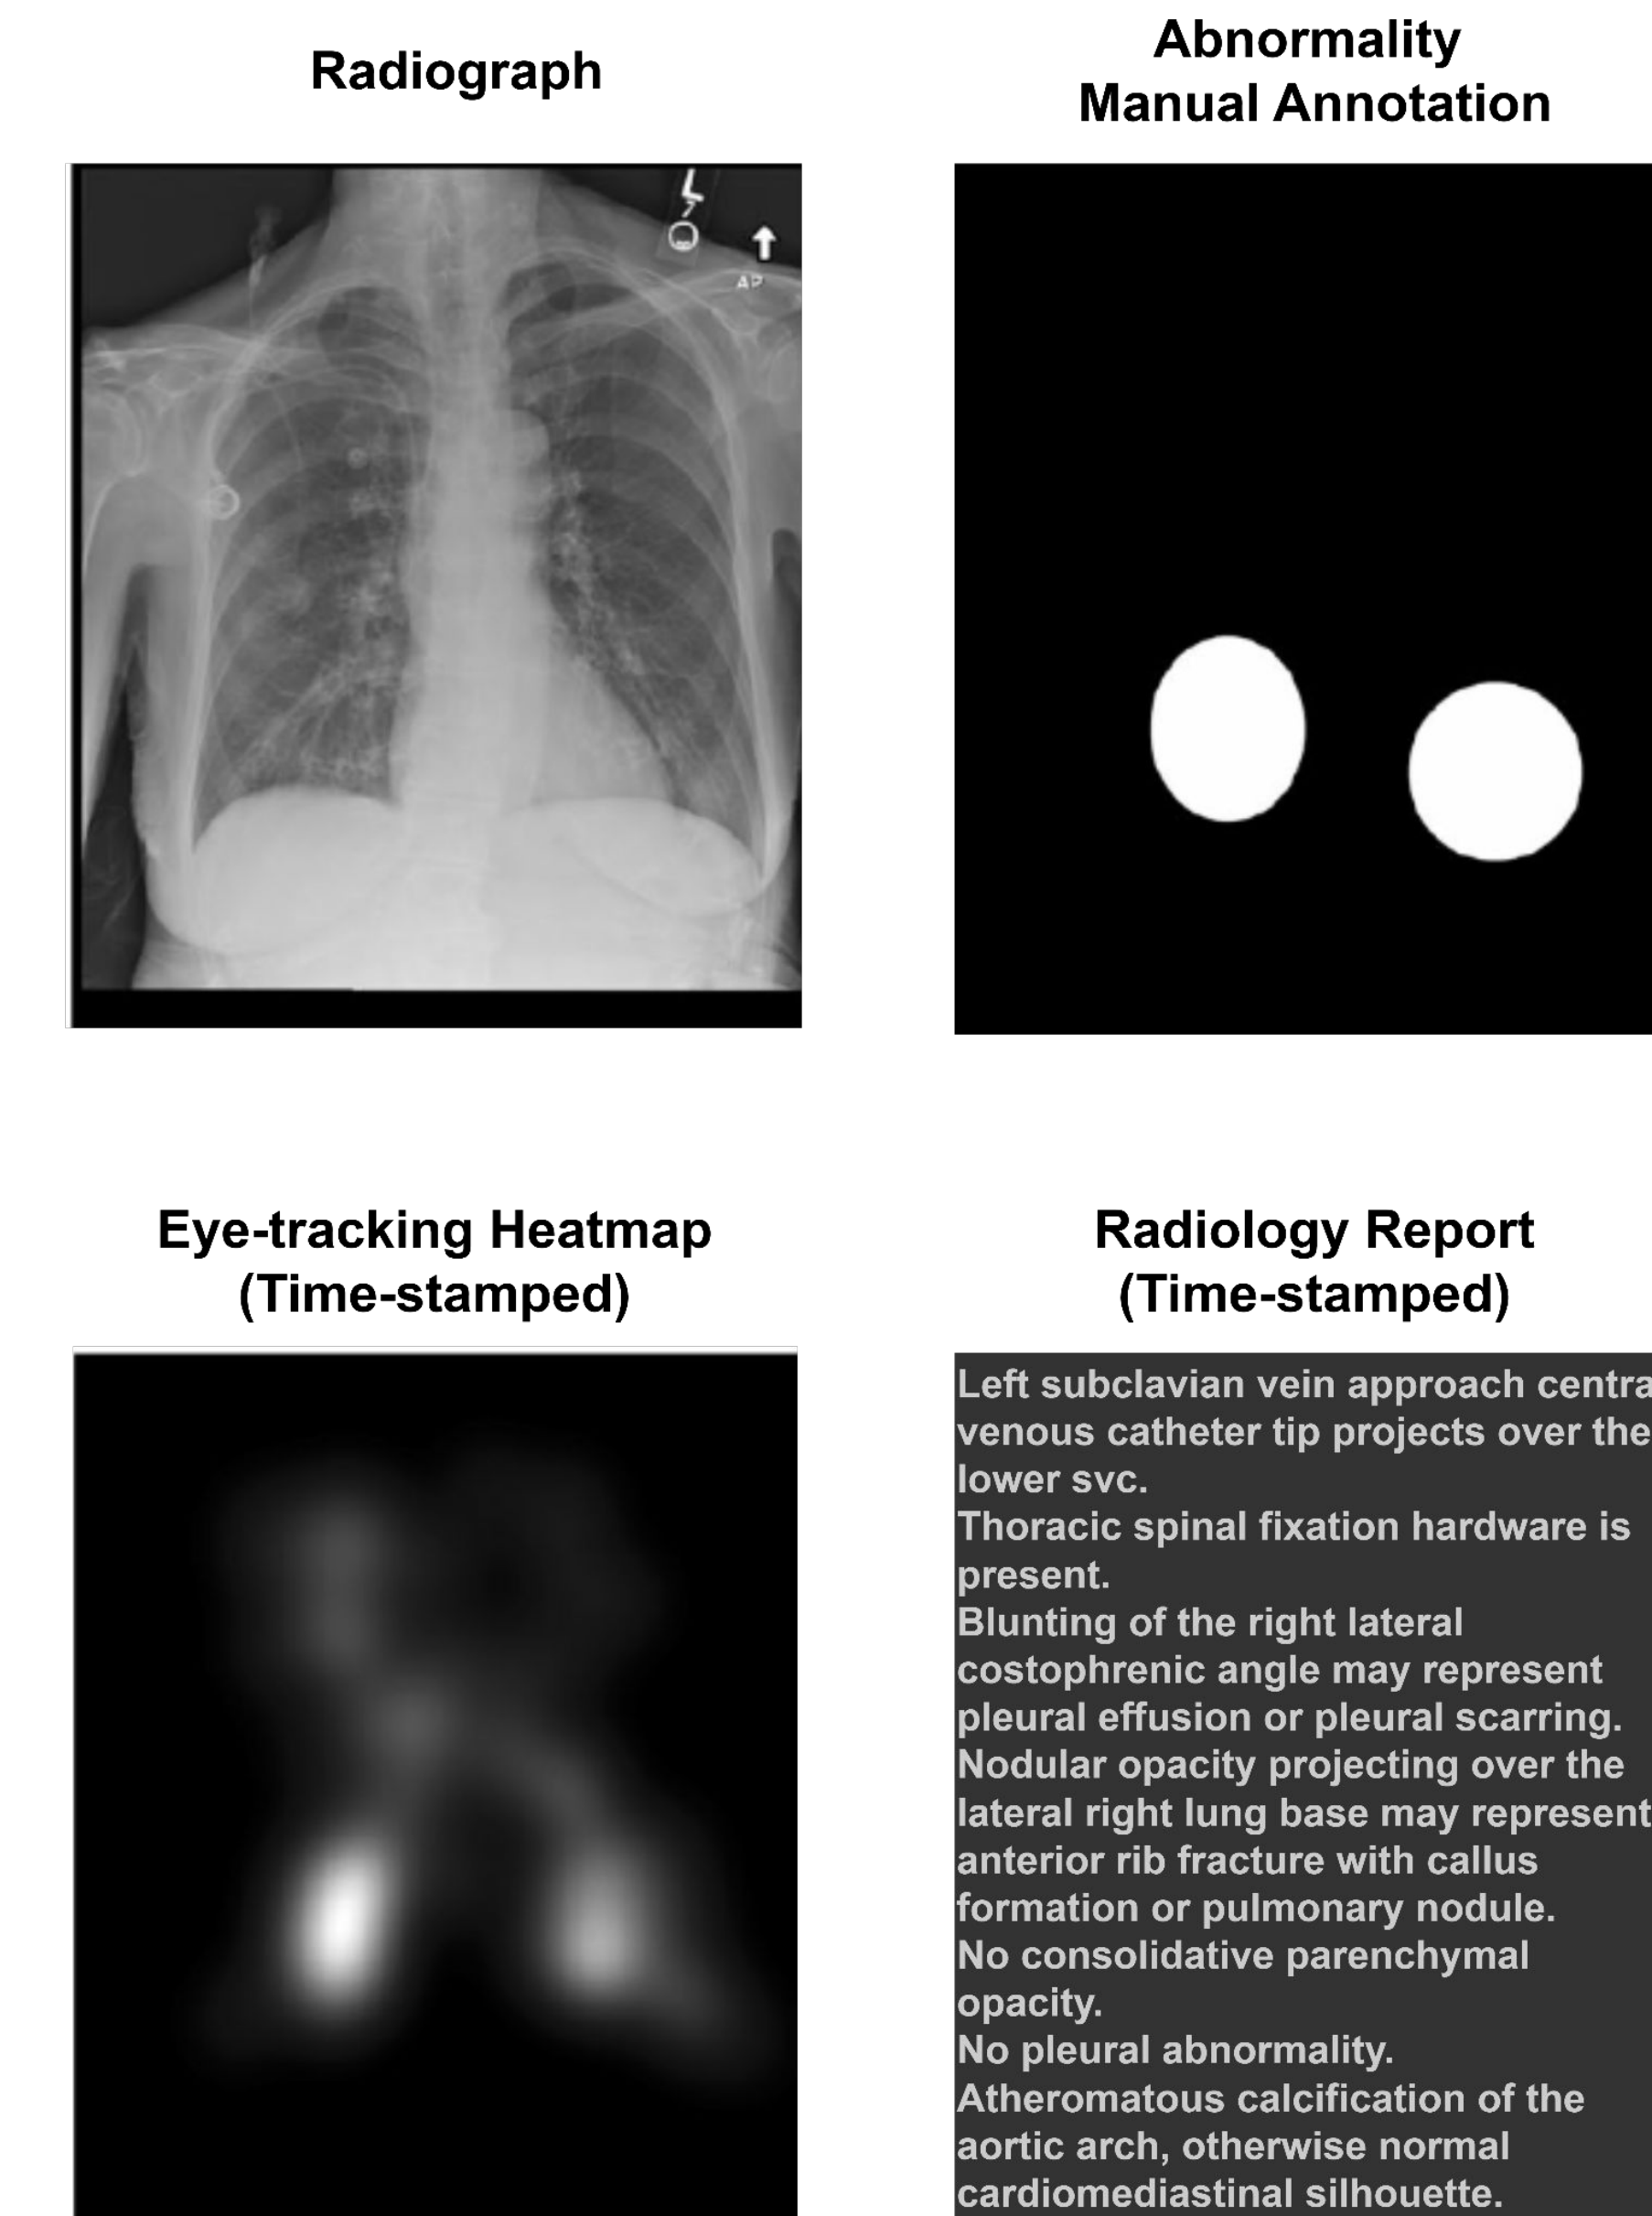 Radiograph
Abnormality
Manual Annotation
L
7
AP
Eye-tracking Heatmap
(Time-stamped)
Radiology Report
(Time-stamped)
Left subclavian vein approach centra
venous catheter tip projects over the
lower svc.
Thoracic spinal fixation hardware is
present.
Blunting of the right lateral
costophrenic angle may represent
pleural effusion or pleural scarring.
Nodular opacity projecting over the
lateral right lung base may represent
anterior rib fracture with callus
formation or pulmonary nodule.
No consolidative parenchymal
opacity.
No pleural abnormality.
Atheromatous calcification of the
aortic arch, otherwise normal
cardiomediastinal silhouette.